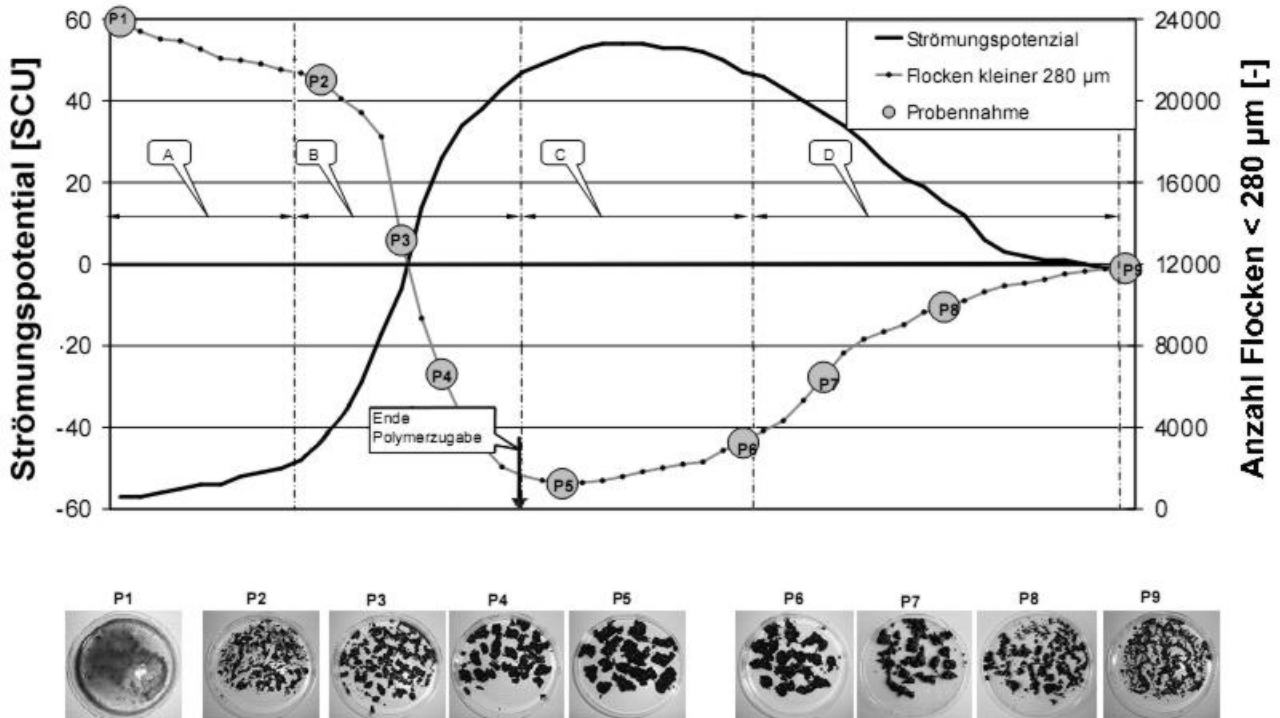 Strömungspotential [SCU]
60
40
20
0
-20
-40
-60
24000
20000
16000
12000
8000
4000
0
Anzahl Flocken < 280 µm [-]
Strömungspotenzial
Flocken kleiner 280 µm
Probennahme
A
B
C
D
P1
P2
P3
P4
P5
P6
P7
P8
P9
Ende
Polymerzugabe
P1 P2 P3 P4 P5 P6 P7 P8 P9